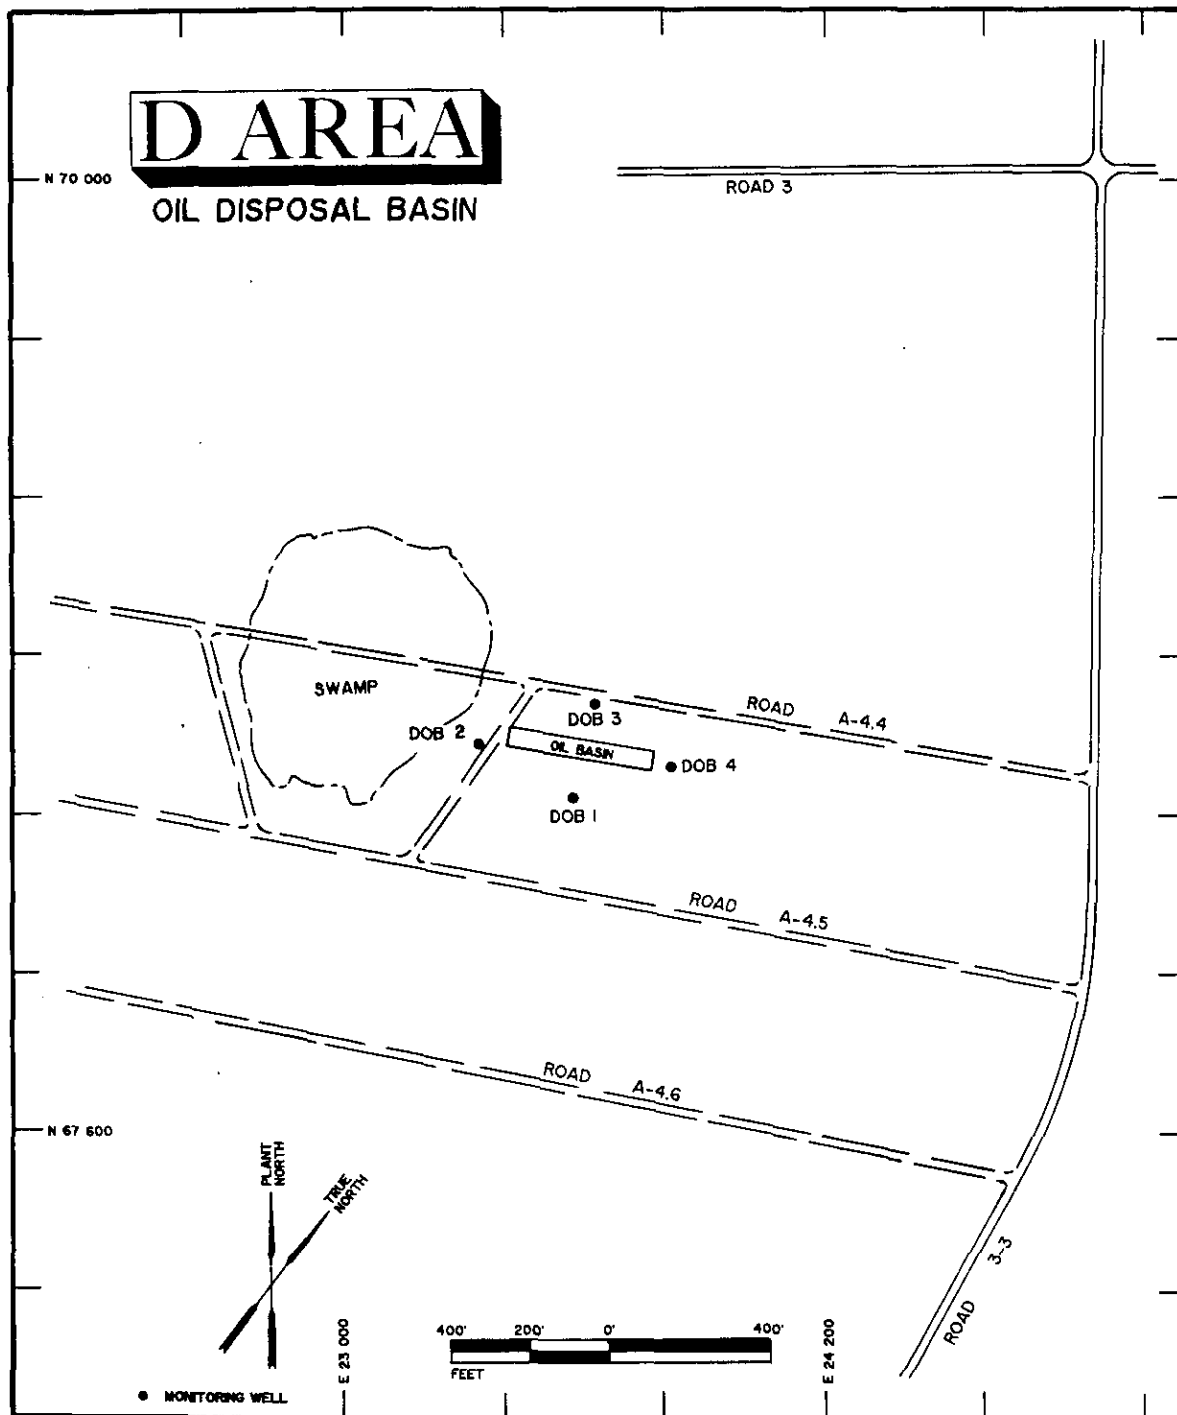 D AREA
OIL DISPOSAL BASIN
N 70 000
ROAD 3
SWAMP
ROAD A-4.4
DOB 3
DOB 2
OIL BASIN
DOB 4
DOB 1
ROAD A-4.5
ROAD A-4.6
N 67 600
PLANT
NORTH
TRUE
NORTH
ROAD 3-3
E 23 000
400' 200' 0' 400'
FEET
E 24 200
MONITORING WELL